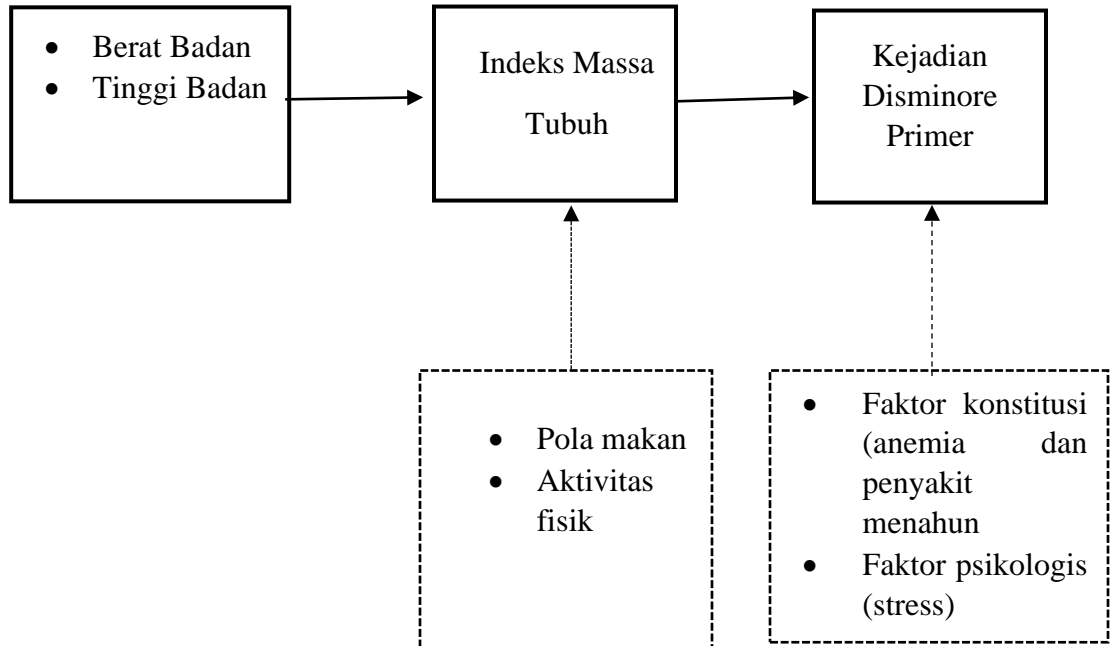 • Berat Badan
• Tinggi Badan
Indeks Massa
Tubuh
Kejadian
Disminore
Primer
• Pola makan
• Aktivitas
fisik
• Faktor konstitusi
(anemia dan
penyakit
menahun
• Faktor psikologis
(stress)